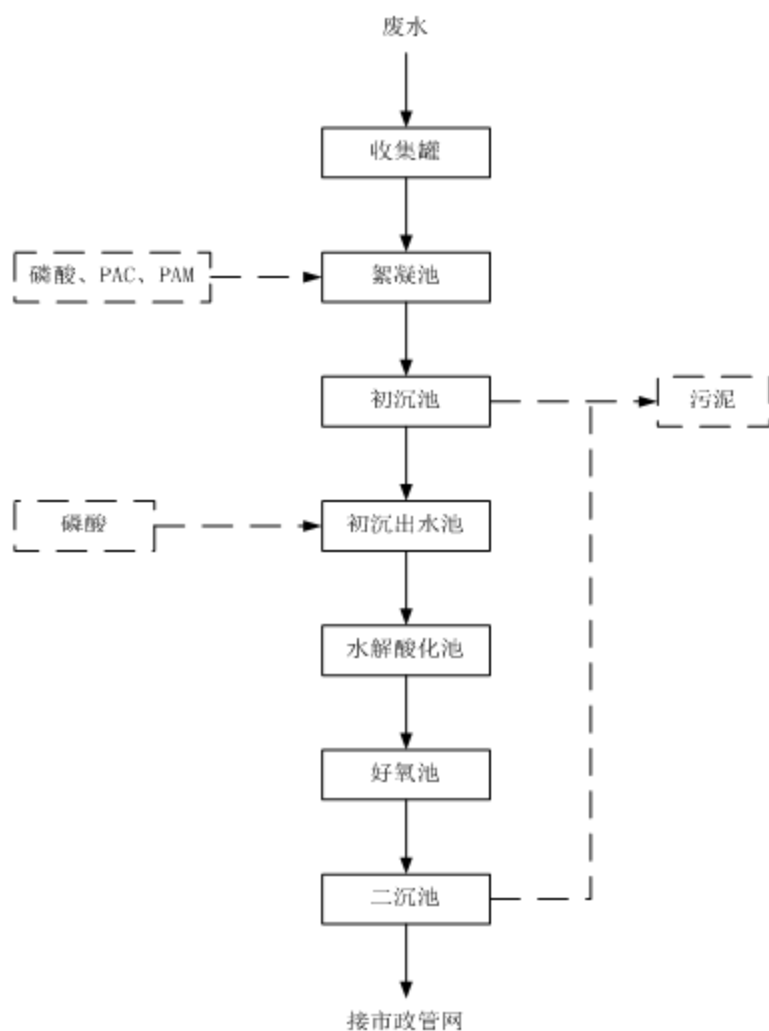 废水
收集罐
磷酸、PAC、PAM
絮凝池
初沉池
污泥
磷酸
初沉出水池
水解酸化池
好氧池
二沉池
接市政管网